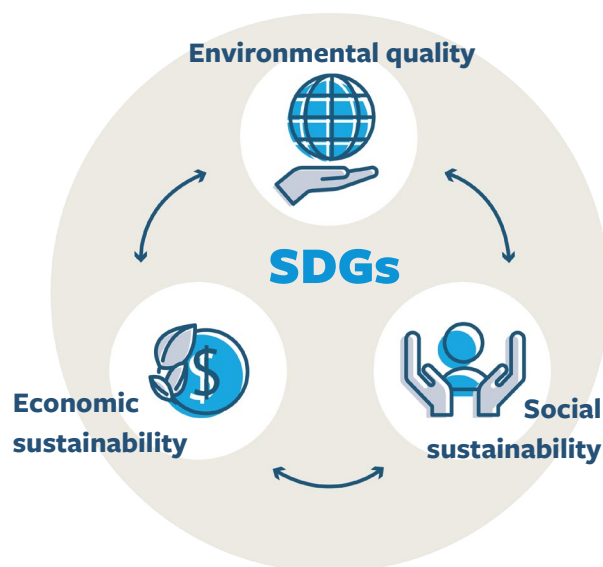 Environmental quality
SDGs
$
Economic
sustainability
Social
sustainability